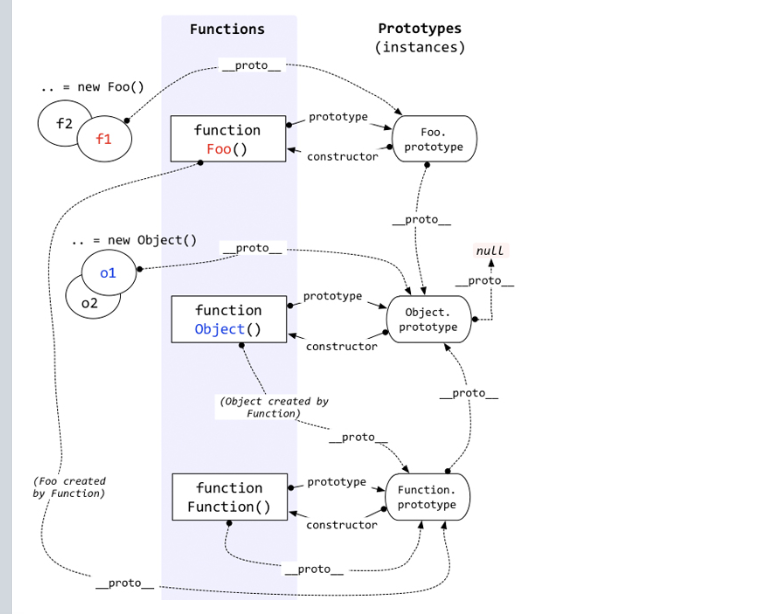 Functions
Prototypes
(instances)
__proto__
.. = new Foo()
f2
f1
function
Foo()
prototype
constructor
Foo.
prototype
__proto__
.. = new Object()
__proto__
null
__proto__
o1
o2
function
Object()
prototype
constructor
Object.
prototype
(Object created by
Function)
__proto__
__proto__
(Foo created
by Function)
function
Function()
prototype
constructor
Function.
prototype
__proto__
__proto__